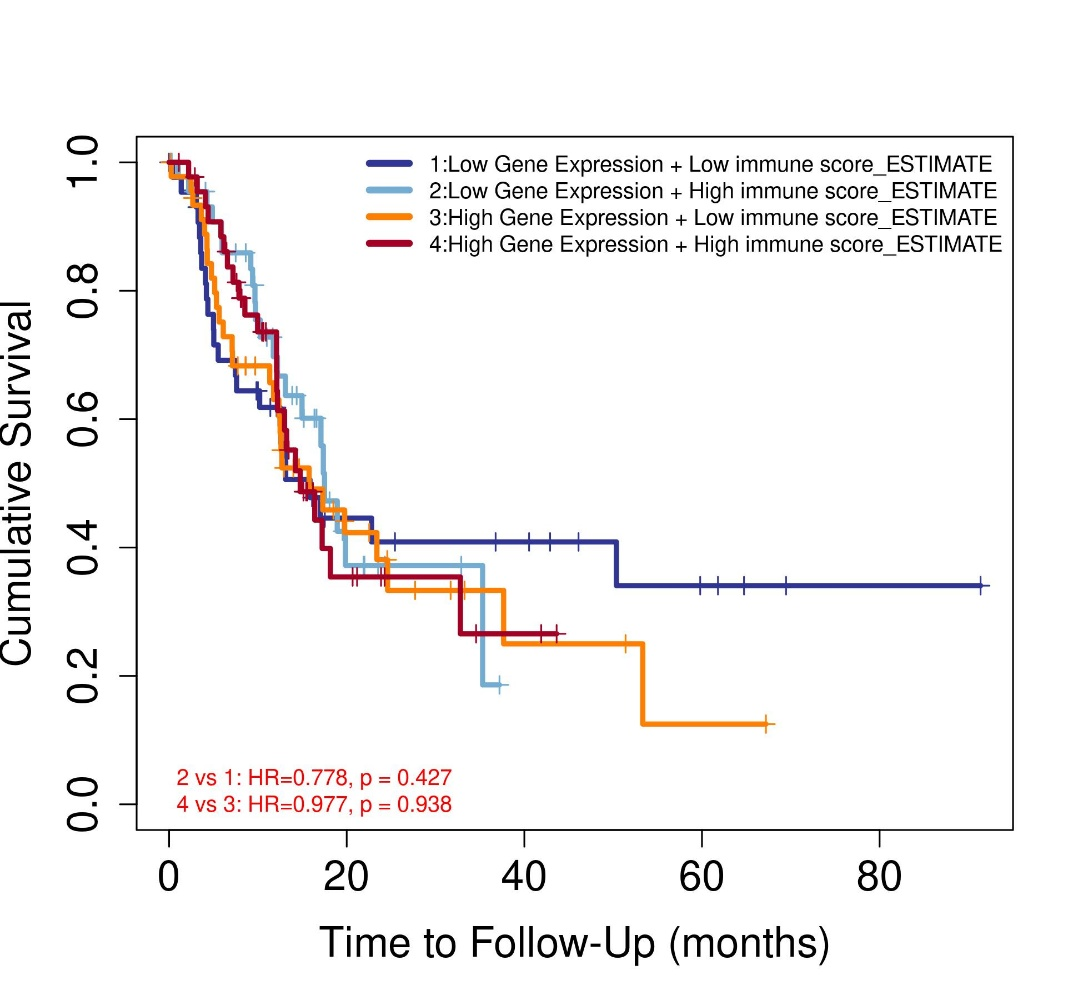 1:Low Gene Expression + Low immune score_ESTIMATE
2:Low Gene Expression + High immune score_ESTIMATE
3:High Gene Expression + Low immune score_ESTIMATE
4:High Gene Expression + High immune score_ESTIMATE
Cumulative Survival
1.0
0.8
0.6
0.4
0.2
0.0
2 vs 1: HR=0.778, p = 0.427
4 vs 3: HR=0.977, p = 0.938
0 20 40 60 80
Time to Follow-Up (months)